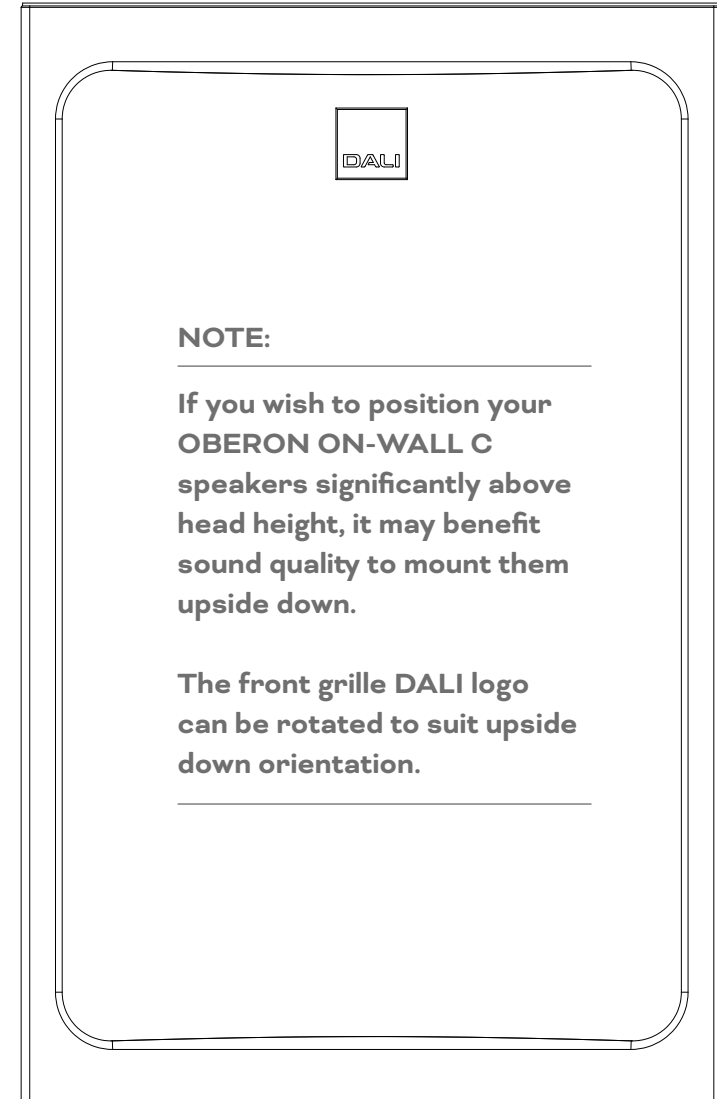 DALI
NOTE:
If you wish to position your
OBERON ON-WALL C
speakers significantly above
head height, it may benefit
sound quality to mount them
upside down.
The front grille DALI logo
can be rotated to suit upside
down orientation.